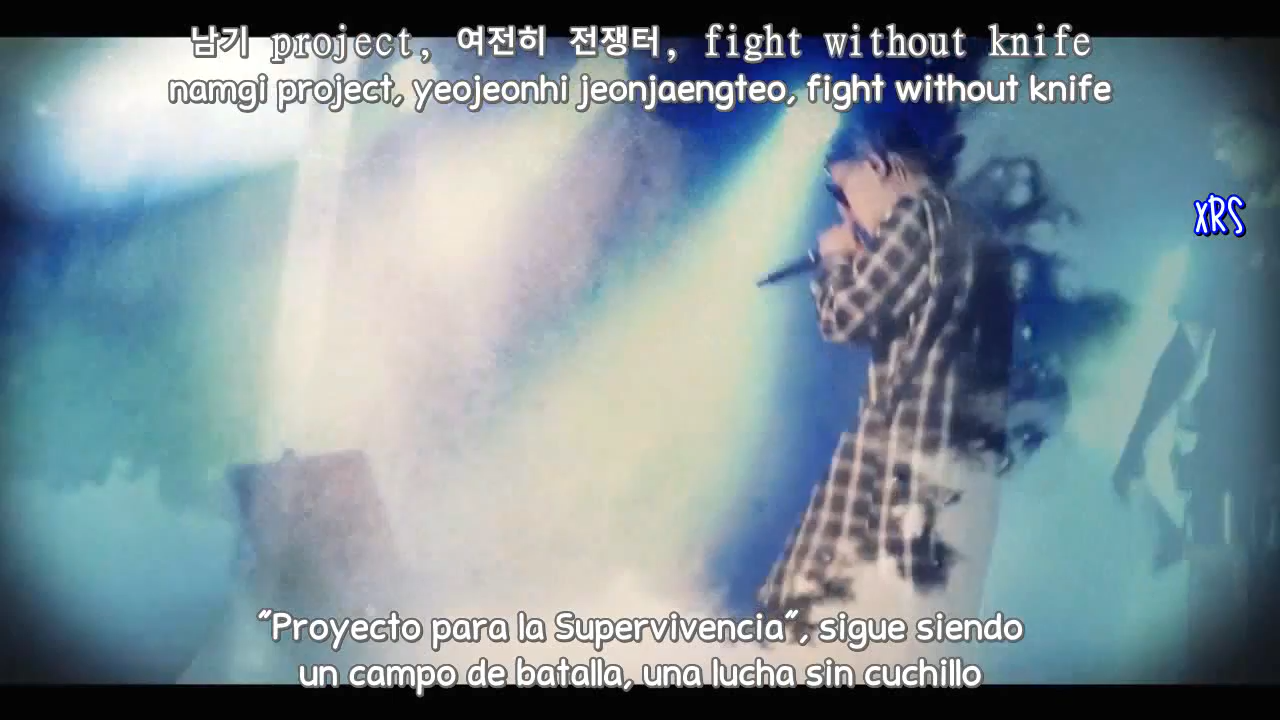 남기 project, 여전히 전쟁터, fight without knife
namgi project, yeojeonhi jeonjaengteo, fight without knife
XRS
"Proyecto para la Supervivencia", sigue siendo
un campo de batalla, una lucha sin cuchillo